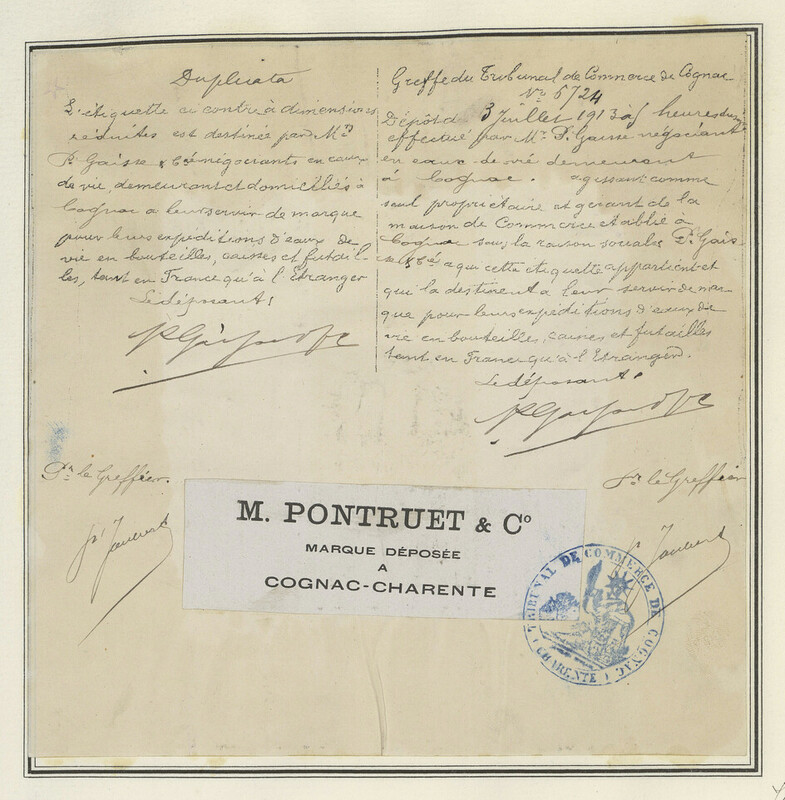 Duplicata
L'étiquette ci contre à dimensions
réduites est destinée par Mrs
P. Gaisse & Cie négociants en eaux
de vie, demeurant et domiciliés à
Cognac a leur servir de marque
pour leurs expéditions d'eaux de
vie en bouteilles, caisses et futail-
les, tant en France qu'à l'Etranger
Le déposant,
Greffe du Tribunal de Commerce de Cognac
No 6724
Dépôt du 3 Juillet 1913 à heures du
effectué par Mr P. Gaisse négociant
en eaux de vie demeurant
à Cognac. agissant comme
seul propriétaire et gérant de la
maison de Commerce établie à
Cognac sous la raison sociale P. Gais-
se & Cie a qui cette étiquette appartient et
qui la destinent a leur servir de mar-
que pour leurs expéditions d'eaux de
vie en bouteilles, caisses et futailles
tant en France qu'à l'Etranger.
Le déposant.
Pr. le Greffier.
Pr. le Greffier
M. PONTRUET & Co
MARQUE DÉPOSÉE
A
COGNAC-CHARENTE
TRIBUNAL DE COMMERCE DE COGNAC
(CHARENTE)